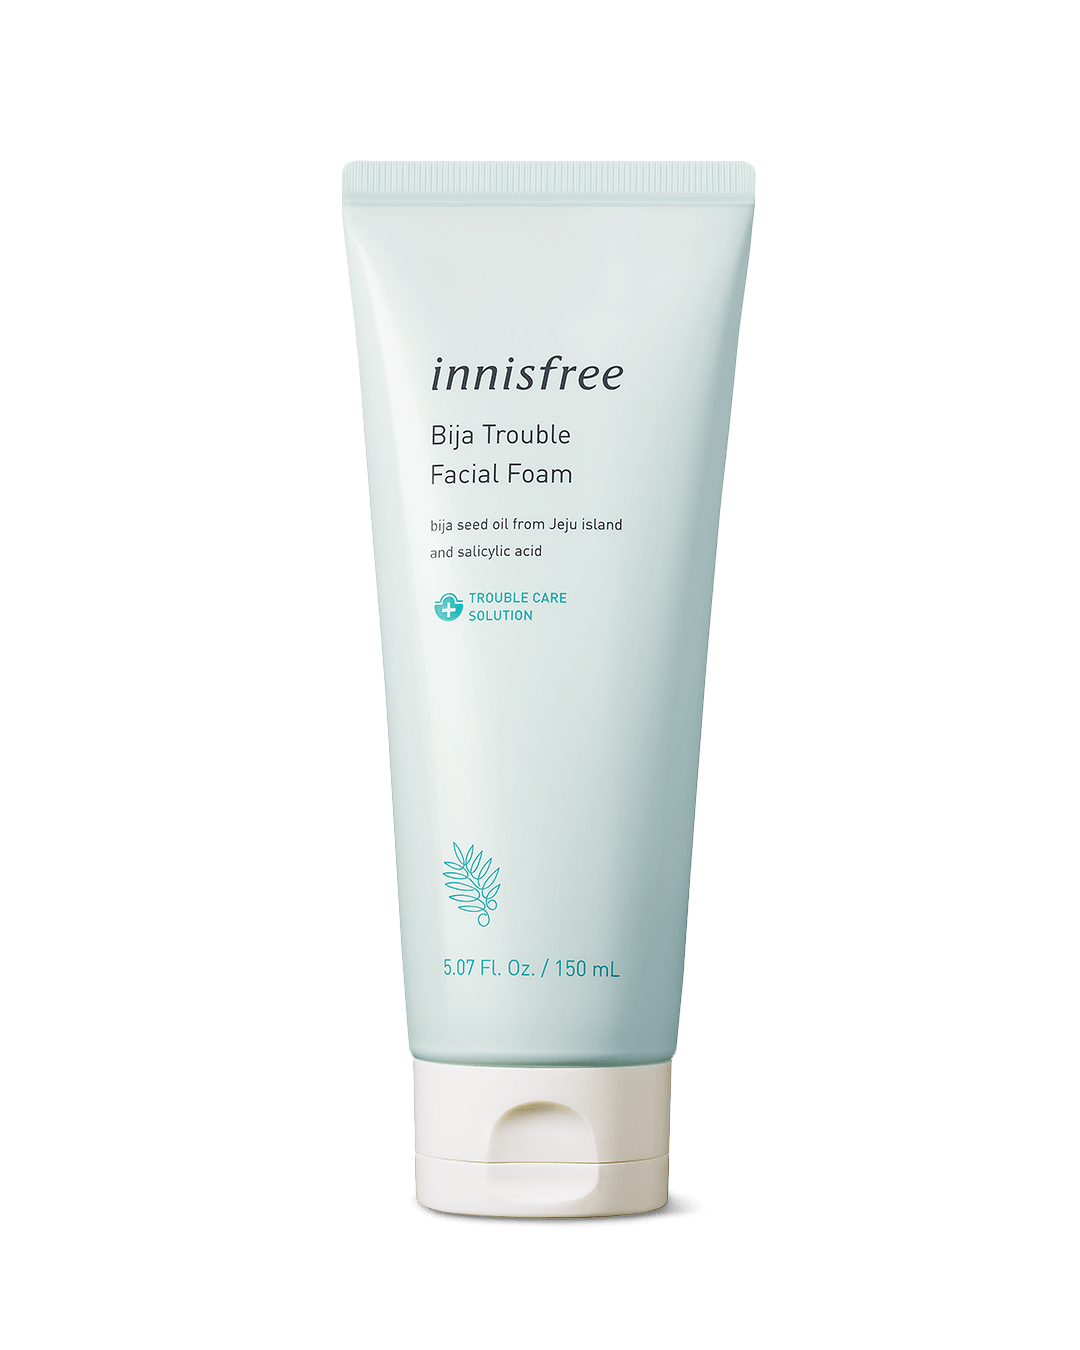 innisfree
Bija Trouble
Facial Foam
bija seed oil from Jeju island
and salicylic acid
TROUBLE CARE
SOLUTION
5.07 Fl. Oz. / 150 mL